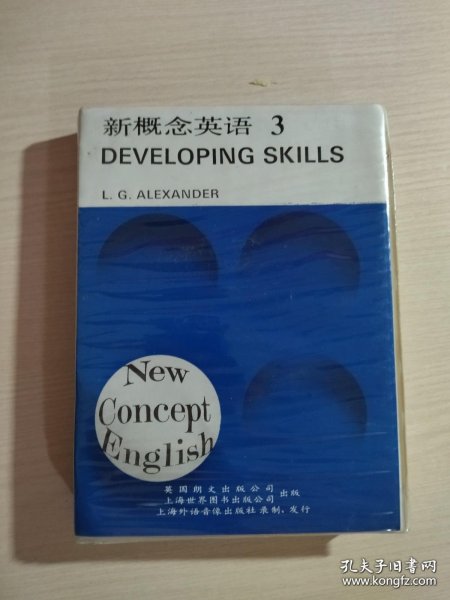 新概念英语 3
DEVELOPING SKILLS
L. G. ALEXANDER
New
Concept
English
英国朗文出版公司
上海世界图书出版公司 出版
上海外语音像出版社录制、发行
孔夫子旧书网
www.kongfz.com